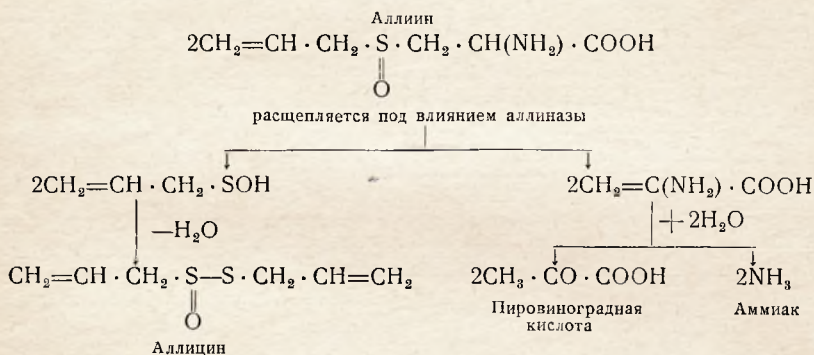 Аллиин
2CH₂=CH · CH₂ · S · CH₂ · CH(NH₂) · COOH
O
расщепляется под влиянием аллиназы
2CH₂=CH · CH₂ · SOH 2CH₂=C(NH₂) · COOH
—H₂O +2H₂O
CH₂=CH · CH₂ · S—S · CH₂ · CH=CH₂ 2CH₃ · CO · COOH 2NH₃
O Пировиноградная Аммиак
кислота
Аллицин